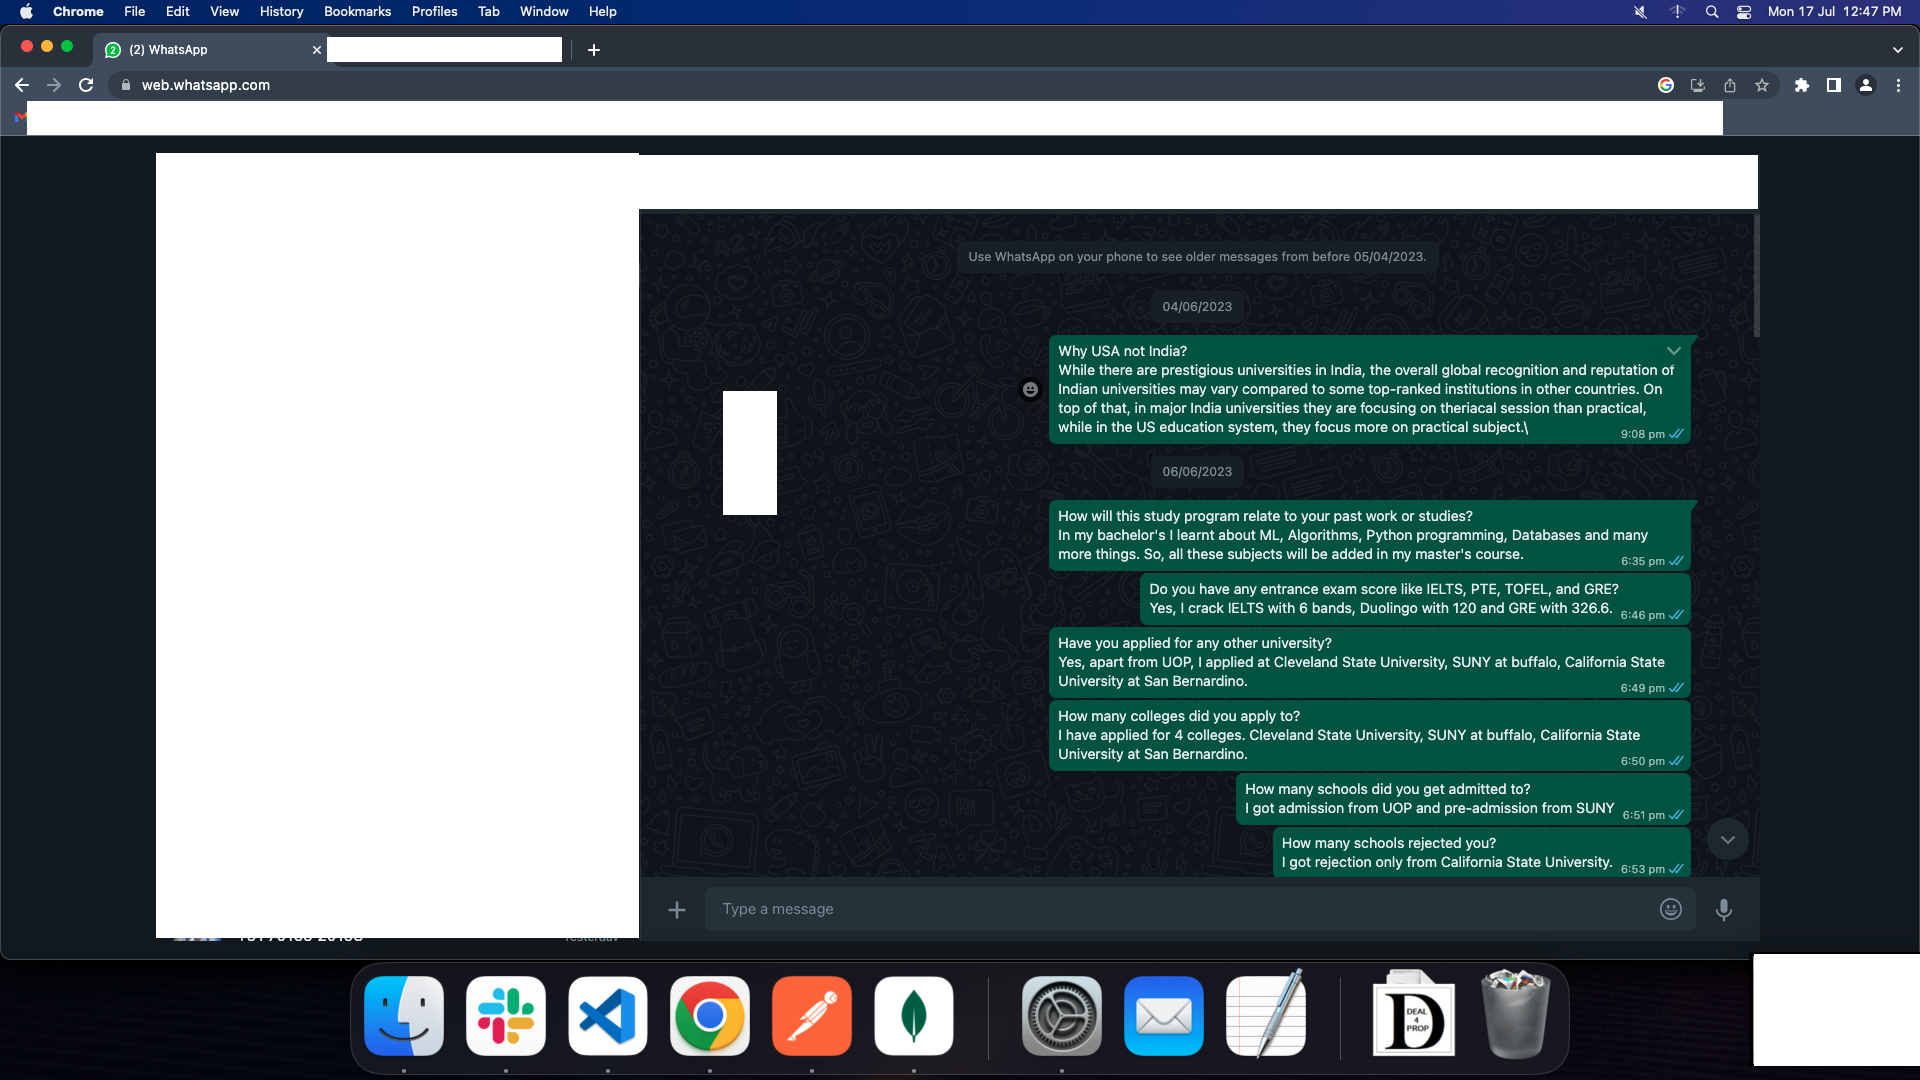 Chrome File Edit View History Bookmarks Profiles Tab Window Help Mon 17 Jul 12:47 PM
2 (2) WhatsApp
web.whatsapp.com
Use WhatsApp on your phone to see older messages from before 05/04/2023.
04/06/2023
Why USA not India?
While there are prestigious universities in India, the overall global recognition and reputation of
Indian universities may vary compared to some top-ranked institutions in other countries. On
top of that, in major India universities they are focusing on theriacal session than practical,
while in the US education system, they focus more on practical subject.\
9:08 pm
06/06/2023
How will this study program relate to your past work or studies?
In my bachelor's I learnt about ML, Algorithms, Python programming, Databases and many
more things. So, all these subjects will be added in my master's course.
6:35 pm
Do you have any entrance exam score like IELTS, PTE, TOFEL, and GRE?
Yes, I crack IELTS with 6 bands, Duolingo with 120 and GRE with 326.6.
6:46 pm
Have you applied for any other university?
Yes, apart from UOP, I applied at Cleveland State University, SUNY at buffalo, California State
University at San Bernardino.
6:49 pm
How many colleges did you apply to?
I have applied for 4 colleges. Cleveland State University, SUNY at buffalo, California State
University at San Bernardino.
6:50 pm
How many schools did you get admitted to?
I got admission from UOP and pre-admission from SUNY
6:51 pm
How many schools rejected you?
I got rejection only from California State University.
6:53 pm
Type a message
Yesterday
D
DEAL
4
PROP